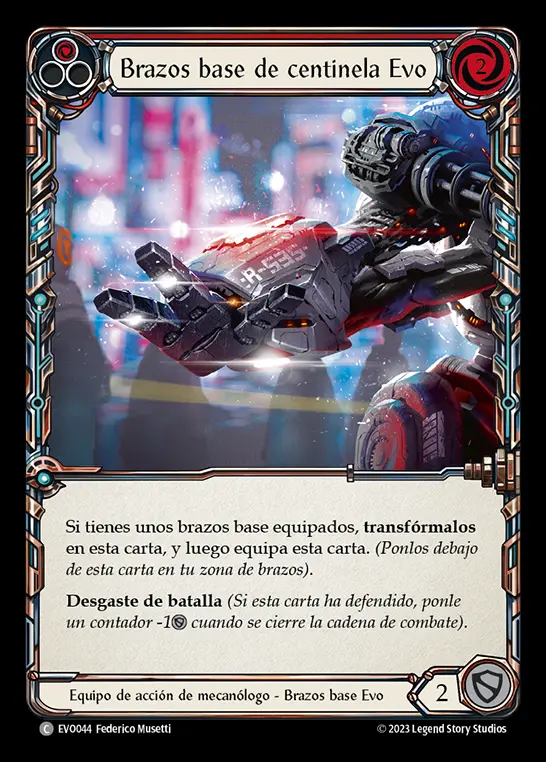 Brazos base de centinela Evo
2
:R-S3S
Si tienes unos brazos base equipados, transfórmalos
en esta carta, y luego equipa esta carta. (Ponlos debajo
de esta carta en tu zona de brazos).
Desgaste de batalla (Si esta carta ha defendido, ponle
un contador -1 cuando se cierre la cadena de combate).
Equipo de acción de mecanólogo - Brazos base Evo
2
C EVO044 Federico Musetti
© 2023 Legend Story Studios